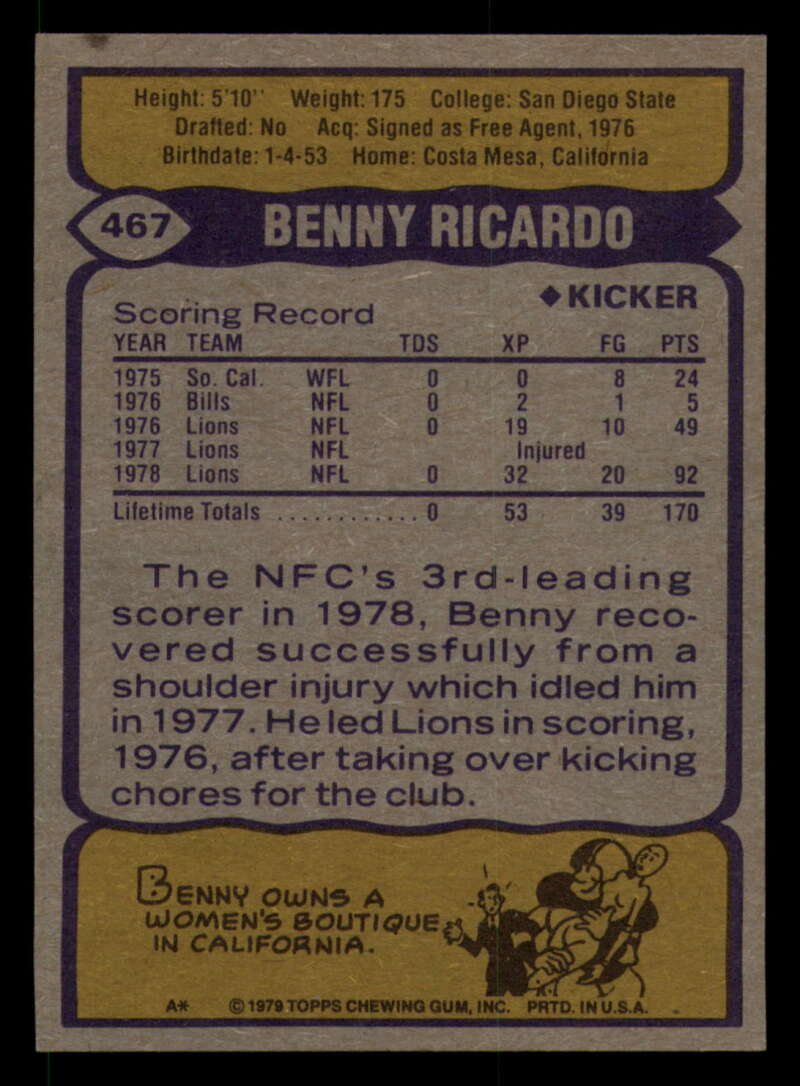 Height: 5'10'' Weight: 175 College: San Diego State
Drafted: No Acq: Signed as Free Agent, 1976
Birthdate: 1-4-53 Home: Costa Mesa, California
467 BENNY RICARDO
◆KICKER
Scoring Record
YEAR TEAM TDS XP FG PTS
1975 So. Cal. WFL 0 0 8 24
1976 Bills NFL 0 2 1 5
1976 Lions NFL 0 19 10 49
1977 Lions NFL Injured
1978 Lions NFL 0 32 20 92
Lifetime Totals ............ 0 53 39 170
The NFC's 3rd-leading
scorer in 1978, Benny reco-
vered successfully from a
shoulder injury which idled him
in 1977. He led Lions in scoring,
1976, after taking over kicking
chores for the club.
BENNY OWNS A
WOMEN'S BOUTIQUE
IN CALIFORNIA.
A* © 1979 TOPPS CHEWING GUM, INC. PRTD. IN U.S.A.